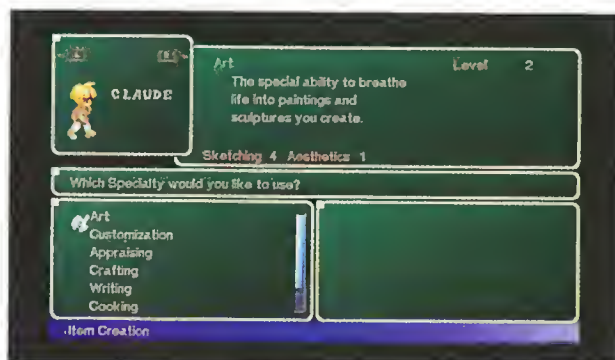 CLAUDE
Art Level 2
The special ability to breathe
life into paintings and
sculptures you create.
Sketching 4 Aesthetics 1
Which Specialty would you like to use?
Art
Customization
Appraising
Crafting
Writing
Cooking
Item Creation